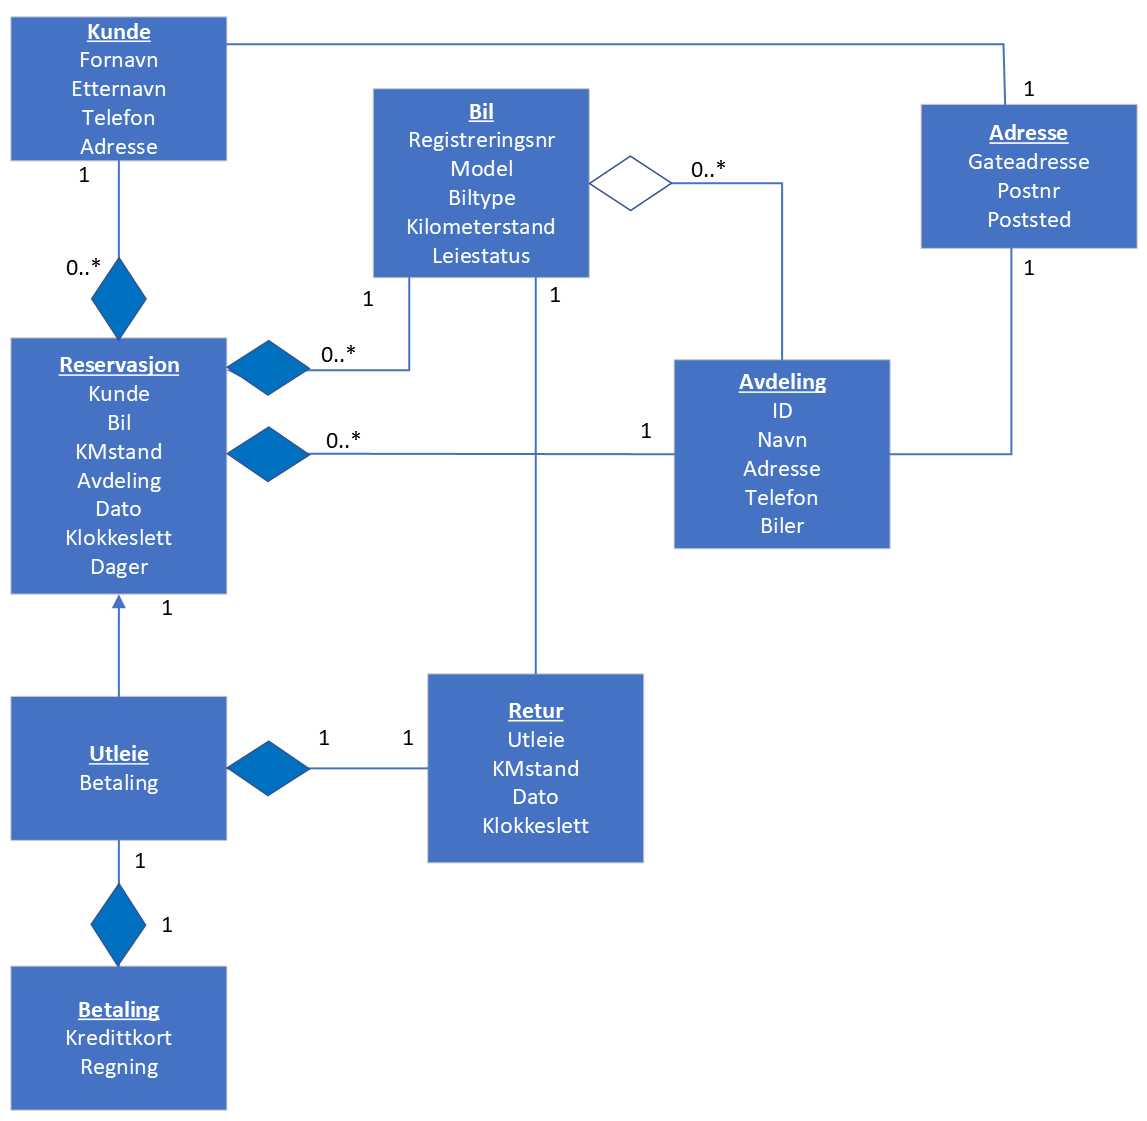 Kunde
Fornavn
Etternavn
Telefon
Adresse
1
0..*
Bil
Registreringsnr
Model
Biltype
Kilometerstand
Leiestatus
0..*
1
Adresse
Gateadresse
Postnr
Poststed
1
1
1
0..*
Reservasjon
Kunde
Bil
KMstand
Avdeling
Dato
Klokkeslett
Dager
0..*
1
Avdeling
ID
Navn
Adresse
Telefon
Biler
1
Utleie
Betaling
1
1
Retur
Utleie
KMstand
Dato
Klokkeslett
1
1
Betaling
Kredittkort
Regning